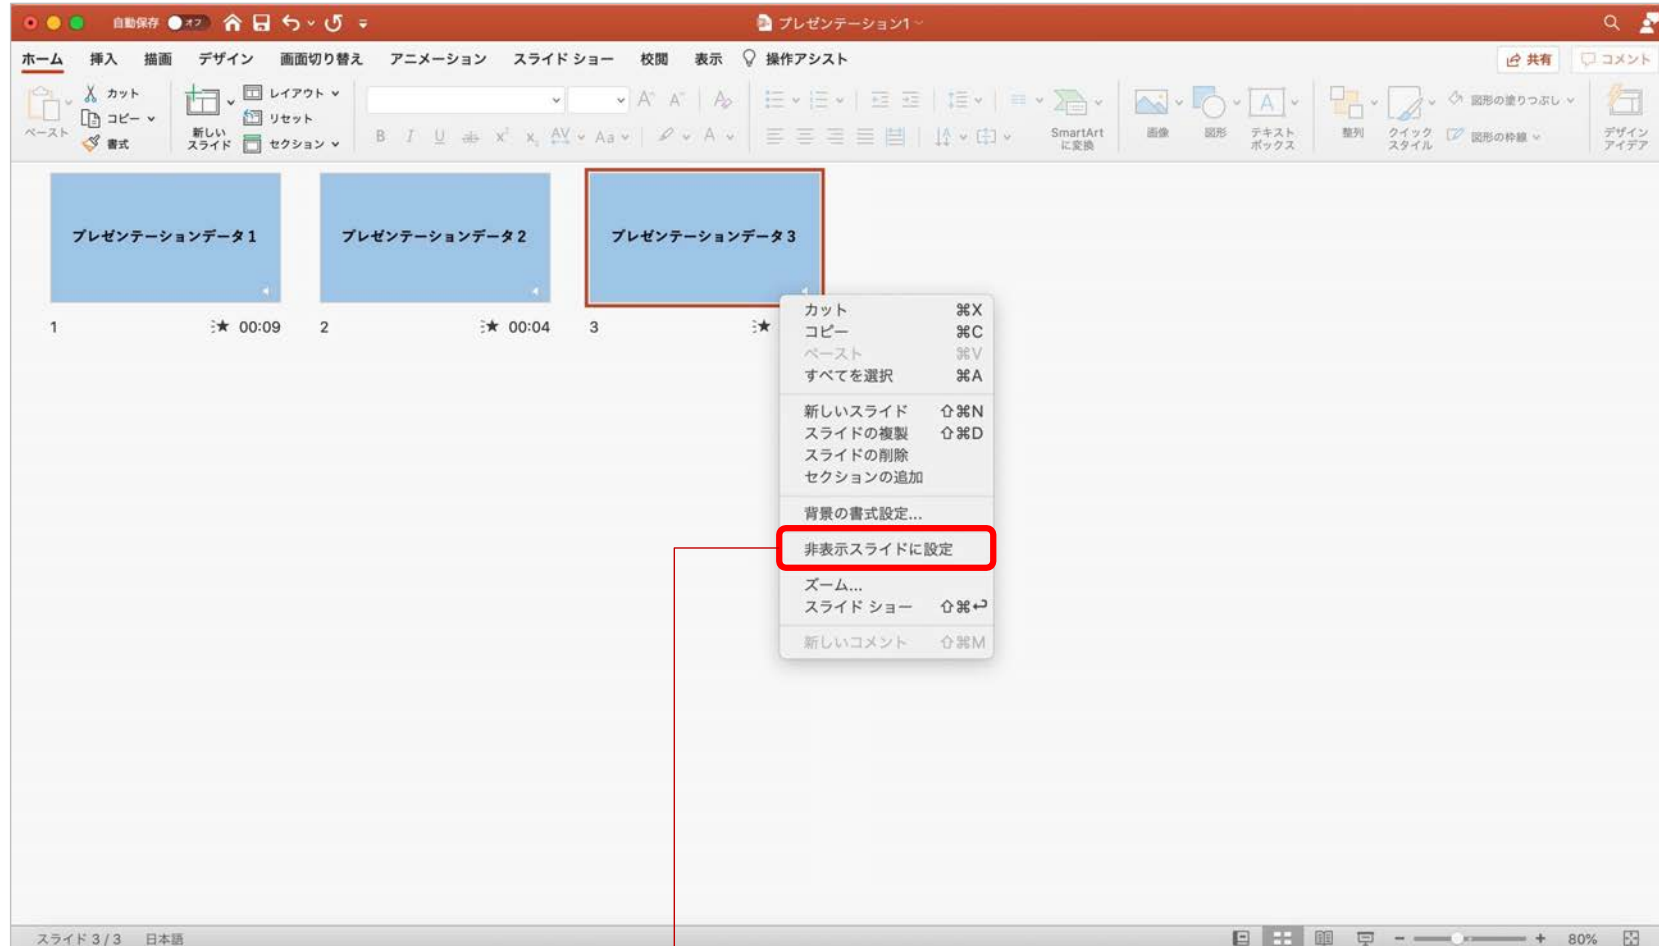 自動保存 オフ
プレゼンテーション1
ホーム 挿入 描画 デザイン 画面切り替え アニメーション スライド ショー 校閲 表示 操作アシスト 共有 コメント
ペースト
カット
コピー
書式
新しい
スライド
レイアウト
リセット
セクション
SmartArt
に変換
画像
図形
テキスト
ボックス
整列
クイック
スタイル
図形の塗りつぶし
図形の枠線
デザイン
アイデア
プレゼンテーションデータ1
プレゼンテーションデータ2
プレゼンテーションデータ3
1 00:09 2 00:04 3
カット ⌘X
コピー ⌘C
ペースト ⌘V
すべてを選択 ⌘A
新しいスライド ⇧⌘N
スライドの複製 ⇧⌘D
スライドの削除
セクションの追加
背景の書式設定...
非表示スライドに設定
ズーム...
スライド ショー ⇧⌘↩
新しいコメント ⇧⌘M
スライド 3 / 3 日本語 80%